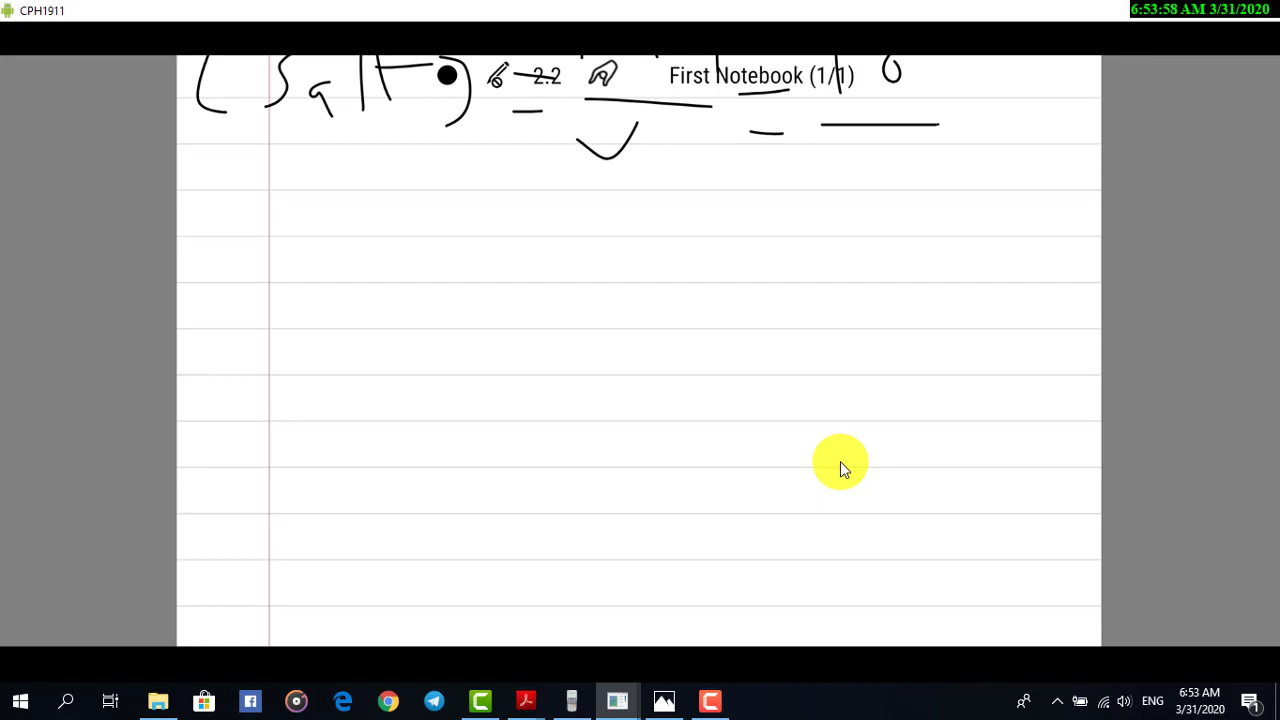 CPH1911
6:53:58 AM 3/31/2020
2.2
First Notebook (1/1)
ENG
6:53 AM
3/31/2020
1